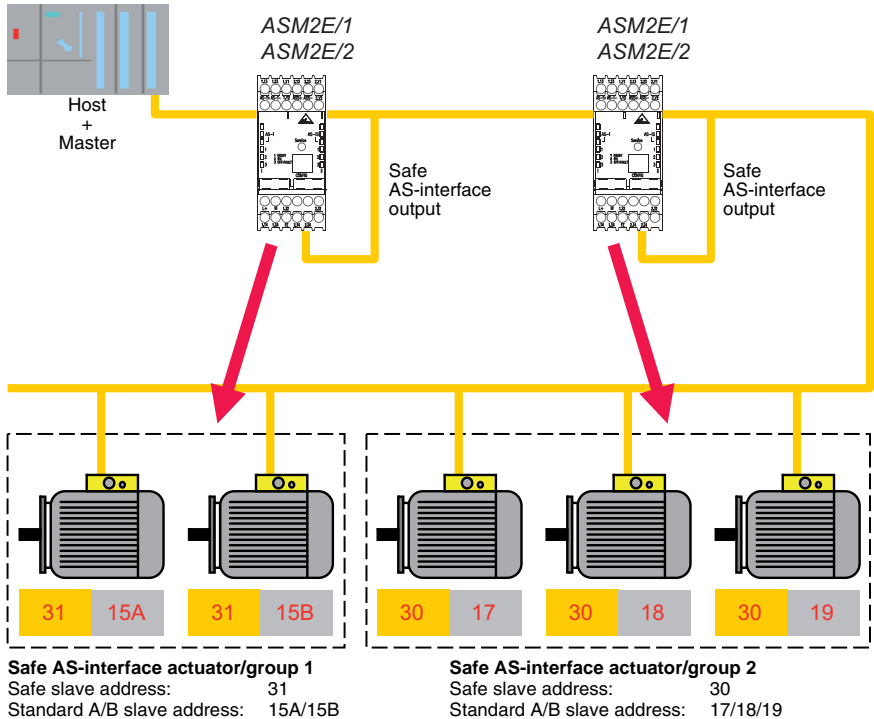 ASM2E/1
ASM2E/2
ASM2E/1
ASM2E/2
Host
+
Master
Safe
AS-interface
output
Safe
AS-interface
output
31
15A
31
15B
30
17
30
18
30
19
Safe AS-interface actuator/group 1
Safe slave address: 31
Standard A/B slave address: 15A/15B
Safe AS-interface actuator/group 2
Safe slave address: 30
Standard A/B slave address: 17/18/19